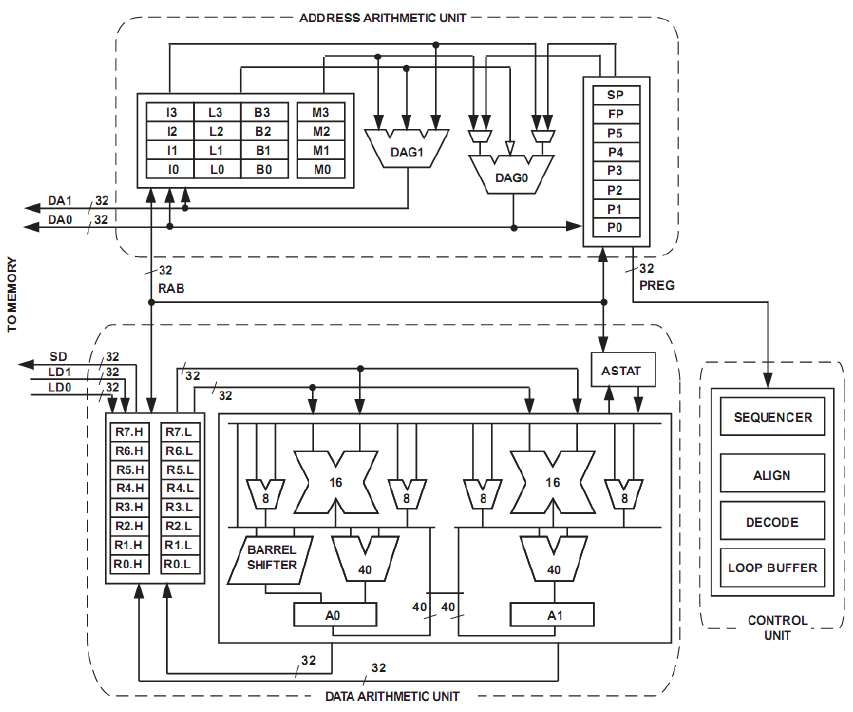 ADDRESS ARITHMETIC UNIT
I3 L3 B3 M3
I2 L2 B2 M2
I1 L1 B1 M1
I0 L0 B0 M0
DAG1
DAG0
SP
FP
P5
P4
P3
P2
P1
P0
DA1 32
DA0 32
32
RAB
32
PREG
TO MEMORY
SD 32
LD1 32
LD0 32
32
32
ASTAT
R7.H R7.L
R6.H R6.L
R5.H R5.L
R4.H R4.L
R3.H R3.L
R2.H R2.L
R1.H R1.L
R0.H R0.L
8 16 8 8 16 8
BARREL
SHIFTER
40 40
40 40
A0 A1
32
32
DATA ARITHMETIC UNIT
SEQUENCER
ALIGN
DECODE
LOOP BUFFER
CONTROL
UNIT